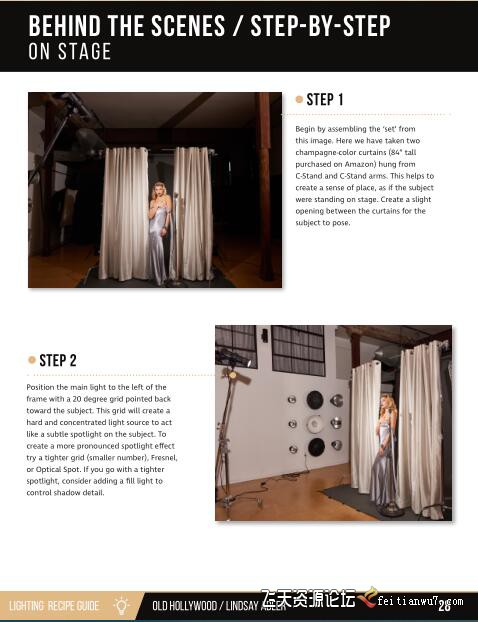 BEHIND THE SCENES / STEP-BY-STEP
ON STAGE
STEP 1
Begin by assembling the 'set' from
this image. Here we have taken two
champagne-color curtains (84" tall
purchased on Amazon) hung from
C-Stand and C-Stand arms. This helps to
create a sense of place, as if the subject
were standing on stage. Create a slight
opening between the curtains for the
subject to pose.
STEP 2
Position the main light to the left of the
frame with a 20 degree grid pointed back
toward the subject. This grid will create a
hard and concentrated light source to act
like a subtle spotlight on the subject. To
create a more pronounced spotlight effect
try a tighter grid (smaller number), Fresnel,
or Optical Spot. If you go with a tighter
spotlight, consider adding a fill light to
control shadow detail.
LIGHTING RECIPE GUIDE
OLD HOLLYWOOD / LINDSAY ADLER
飞天资源论坛
feitianwu7.com
28